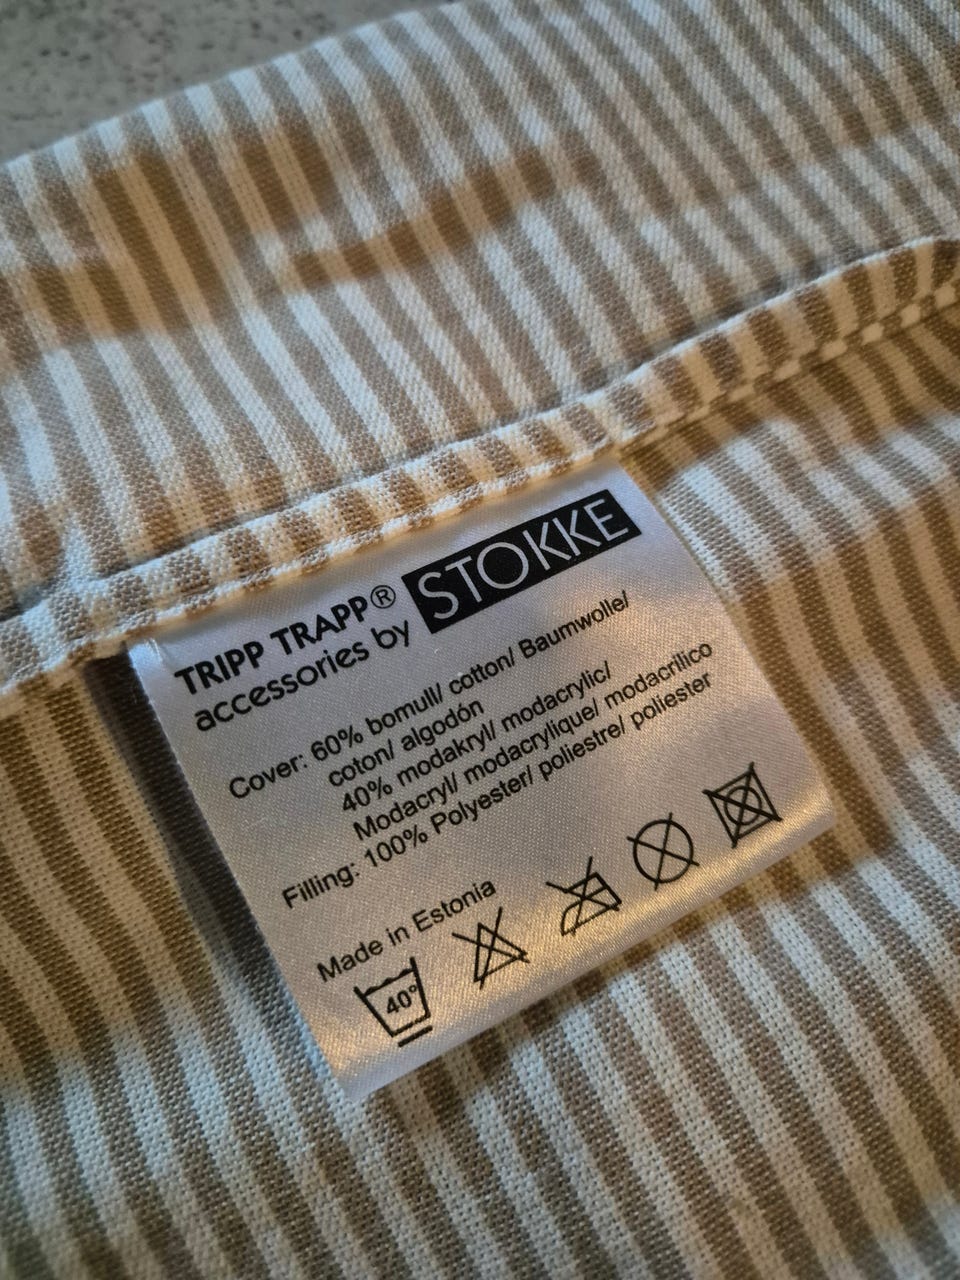 TRIPP TRAPP®
accessories by STOKKE
Cover: 60% bomull/ cotton/ Baumwolle/
coton/ algodón
40% modakryl/ modacrylic/
Modacryl/ modacrylique/ modacrílico
Filling: 100% Polyester/ poliestre/ poliester
Made in Estonia
40°